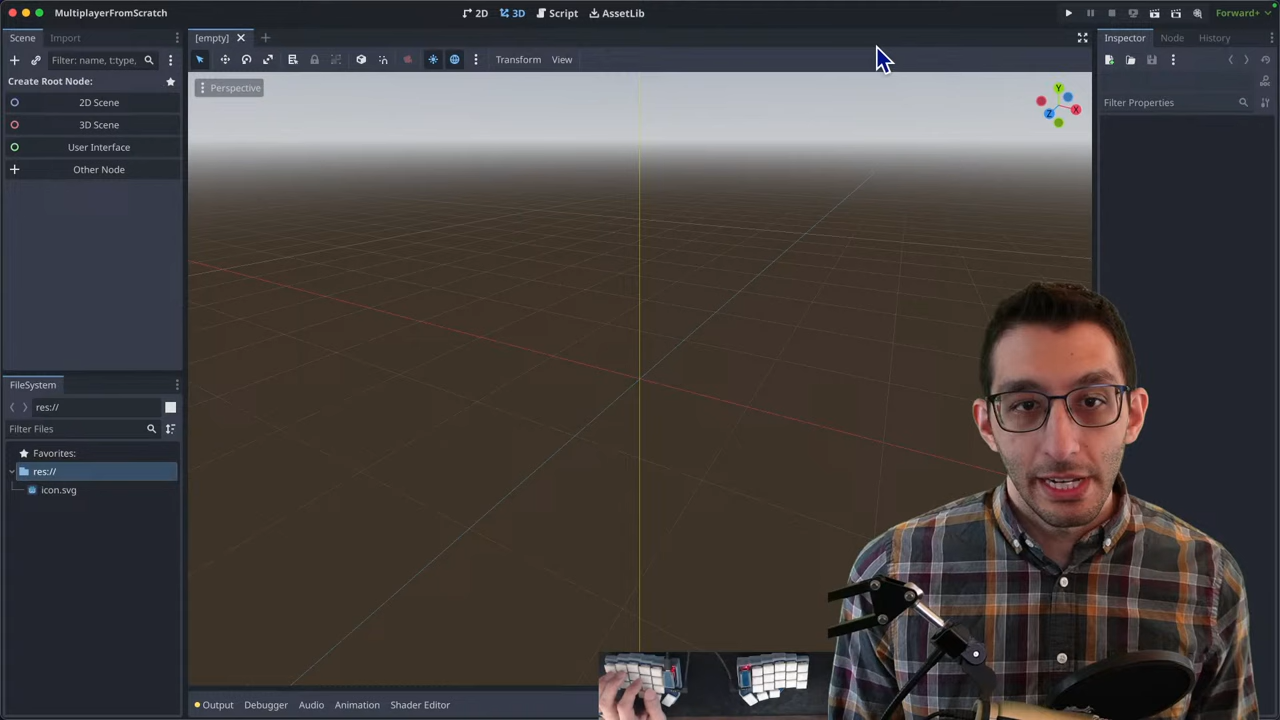 MultiplayerFromScratch
2D
3D
Script
AssetLib
Forward+
Scene
Import
[empty]
Inspector
Node
History
Filter: name, t:type,
Transform
View
Create Root Node:
Perspective
2D Scene
3D Scene
User Interface
Other Node
Filter Properties
Y
X
Z
FileSystem
res://
Filter Files
Favorites:
res://
icon.svg
Output
Debugger
Audio
Animation
Shader Editor